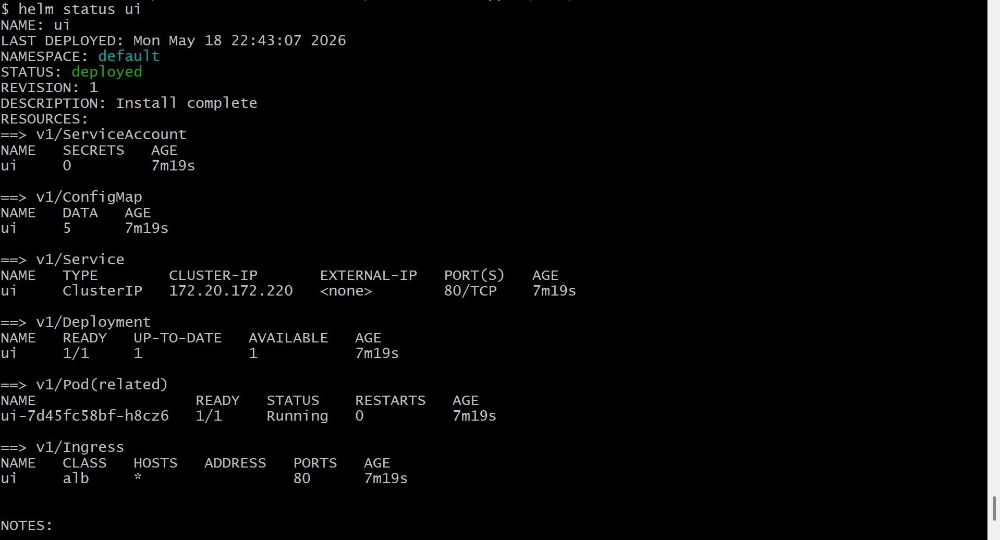 $ helm status ui
NAME: ui
LAST DEPLOYED: Mon May 18 22:43:07 2026
NAMESPACE: default
STATUS: deployed
REVISION: 1
DESCRIPTION: Install complete
RESOURCES:
==> v1/ServiceAccount
NAME   SECRETS   AGE
ui     0         7m19s

==> v1/ConfigMap
NAME   DATA   AGE
ui     5      7m19s

==> v1/Service
NAME   TYPE        CLUSTER-IP       EXTERNAL-IP   PORT(S)   AGE
ui     ClusterIP   172.20.172.220   <none>        80/TCP    7m19s

==> v1/Deployment
NAME   READY   UP-TO-DATE   AVAILABLE   AGE
ui     1/1     1            1           7m19s

==> v1/Pod(related)
NAME                  READY   STATUS    RESTARTS   AGE
ui-7d45fc58bf-h8cz6   1/1     Running   0          7m19s

==> v1/Ingress
NAME   CLASS   HOSTS   ADDRESS   PORTS   AGE
ui     alb     *                 80      7m19s


NOTES: